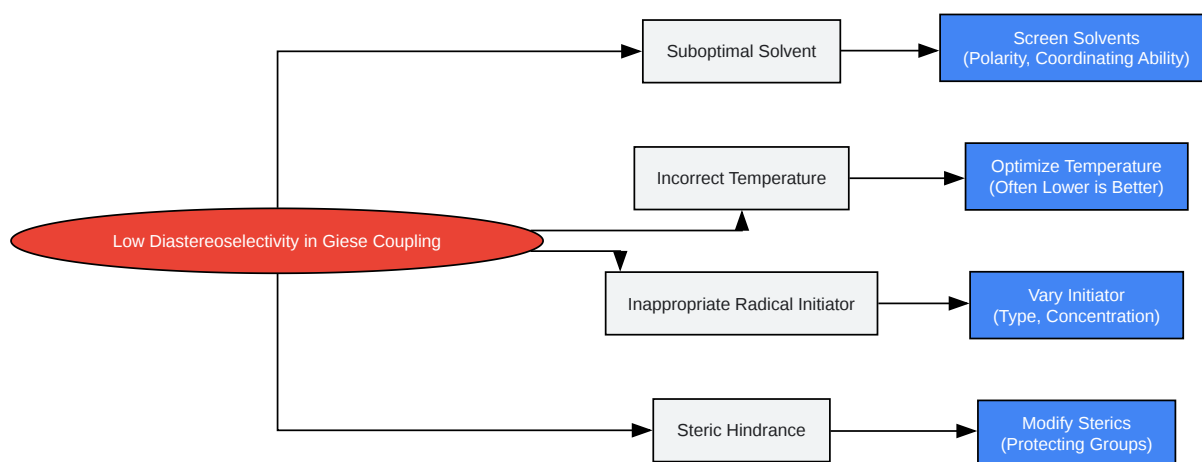 Suboptimal Solvent
Screen Solvents
(Polarity, Coordinating Ability)
Incorrect Temperature
Optimize Temperature
(Often Lower is Better)
Low Diastereoselectivity in Giese Coupling
Inappropriate Radical Initiator
Vary Initiator
(Type, Concentration)
Steric Hindrance
Modify Sterics
(Protecting Groups)